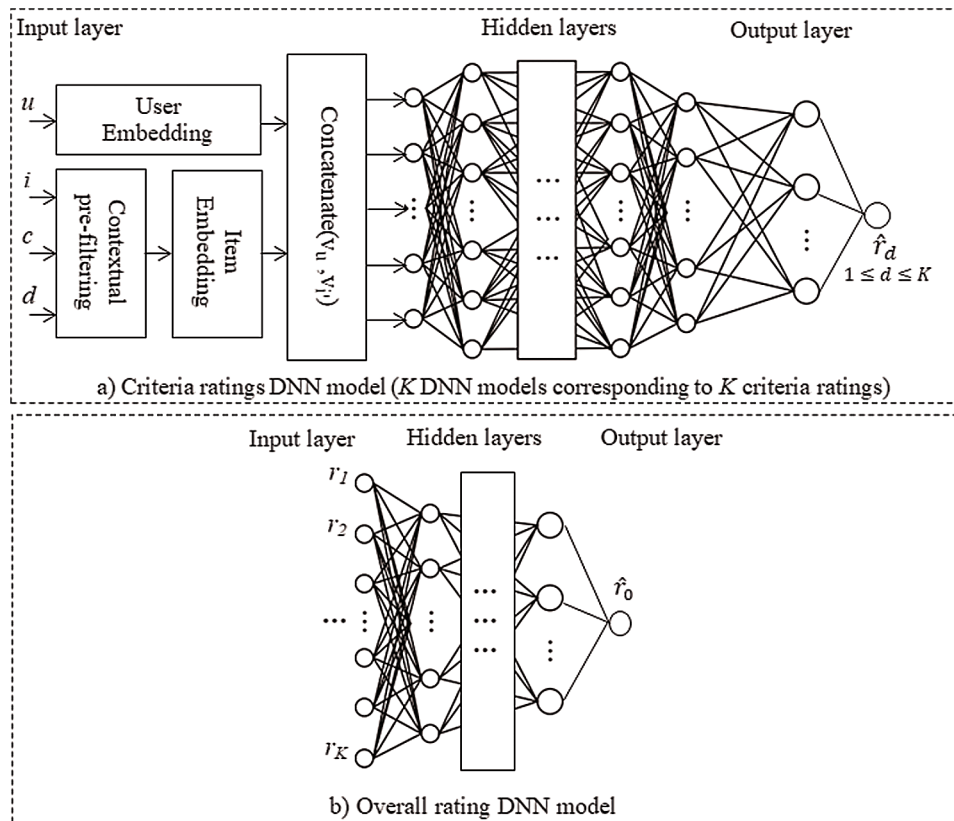 Input layer
Hidden layers
Output layer
u
User
Embedding
i
c
d
Contextual
pre-filtering
Item
Embedding
Concatenate(vu ,vi')
⋮
...
...
...
r̂d
1 ≤ d ≤ K
a) Criteria ratings DNN model (K DNN models corresponding to K criteria ratings)
Input layer
Hidden layers
Output layer
r1
r2
...
rK
...
...
...
r̂0
b) Overall rating DNN model